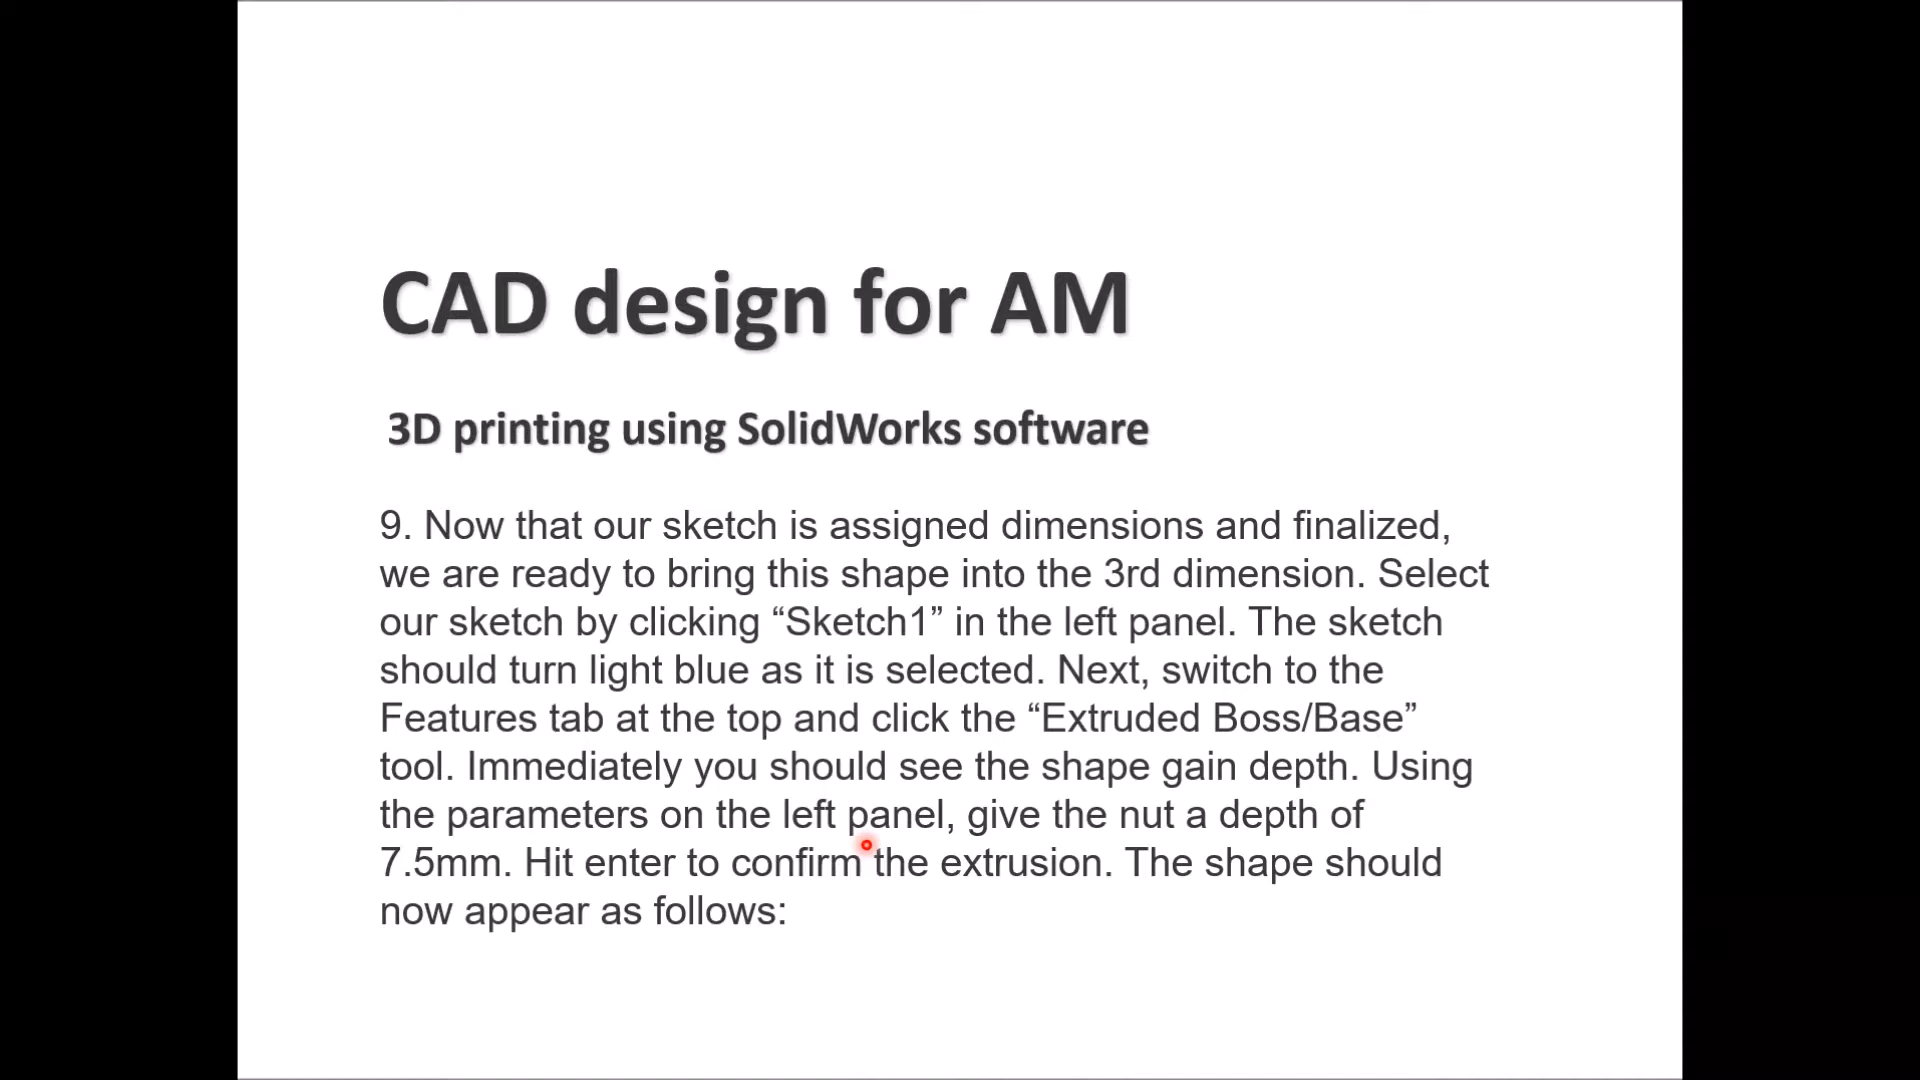 CAD design for AM
3D printing using SolidWorks software
9. Now that our sketch is assigned dimensions and finalized,
we are ready to bring this shape into the 3rd dimension. Select
our sketch by clicking “Sketch1” in the left panel. The sketch
should turn light blue as it is selected. Next, switch to the
Features tab at the top and click the “Extruded Boss/Base”
tool. Immediately you should see the shape gain depth. Using
the parameters on the left panel, give the nut a depth of
7.5mm. Hit enter to confirm the extrusion. The shape should
now appear as follows: